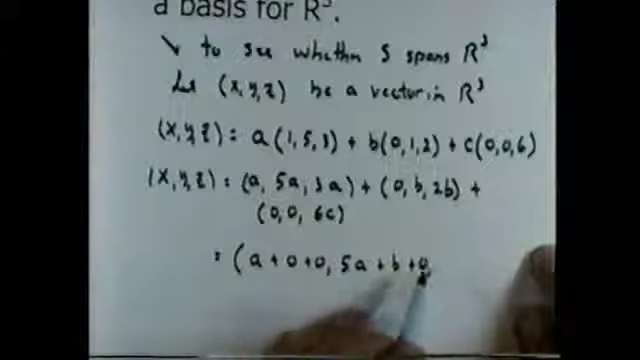 a basis for R³.
to see whethr S spans R³
Let (x, y, z) be a vector in R³
(x, y, z) = a(1, 5, 3) + b(0, 1, 2) + c(0, 0, 6)
(x, y, z) = (a, 5a, 3a) + (0, b, 2b) +
(0, 0, 6c)
= (a + 0 + 0, 5a + b + 0